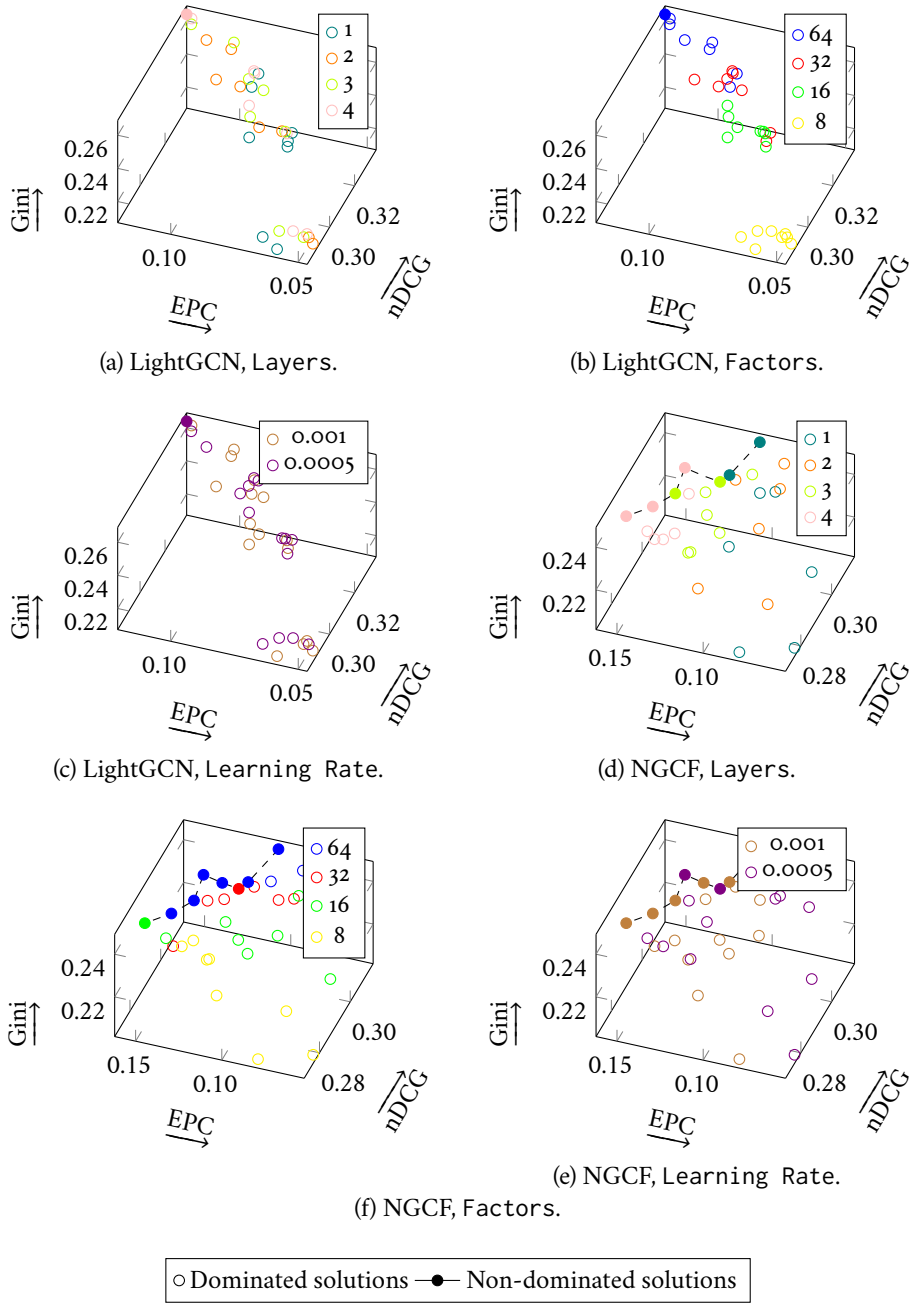 1
2
3
4
0.26
0.24
0.22
Gini
0.10
0.05
0.30
0.32
EPC
nDCG
(a) LightGCN, Layers.
64
32
16
8
0.26
0.24
0.22
Gini
0.10
0.05
0.30
0.32
EPC
nDCG
(b) LightGCN, Factors.
0.001
0.0005
0.26
0.24
0.22
Gini
0.10
0.05
0.30
0.32
EPC
nDCG
(c) LightGCN, Learning Rate.
1
2
3
4
0.24
0.22
Gini
0.15
0.10
0.28
0.30
EPC
nDCG
(d) NGCF, Layers.
64
32
16
8
0.24
0.22
Gini
0.15
0.10
0.28
0.30
EPC
nDCG
0.001
0.0005
0.24
0.22
Gini
0.15
0.10
0.28
0.30
EPC
nDCG
(e) NGCF, Learning Rate.
(f) NGCF, Factors.
Dominated solutions Non-dominated solutions